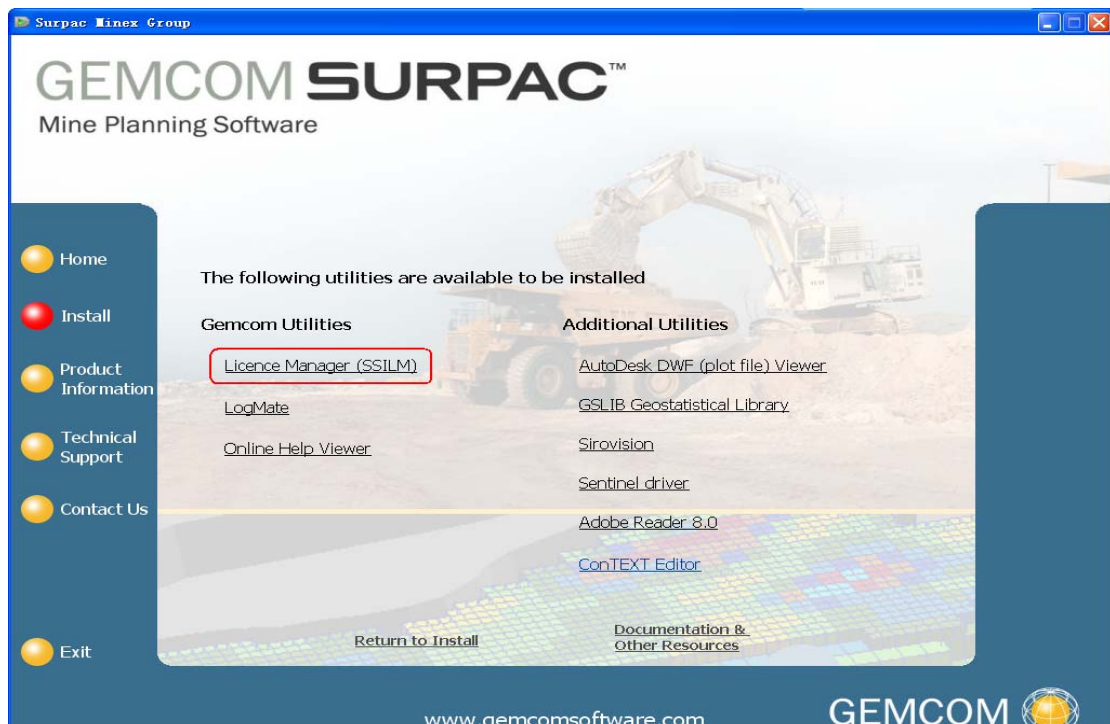 Surpac Minex Group
GEMCOM SURPAC™
Mine Planning Software
Home
Install
Product
Information
Technical
Support
Contact Us
Exit
The following utilities are available to be installed
Gemcom Utilities
Licence Manager (SSILM)
LogMate
Online Help Viewer
Additional Utilities
AutoDesk DWF (plot file) Viewer
GSLIB Geostatistical Library
Sirovision
Sentinel driver
Adobe Reader 8.0
ConTEXT Editor
Return to Install
Documentation &
Other Resources
www.gemcomsoftware.com
GEMCOM